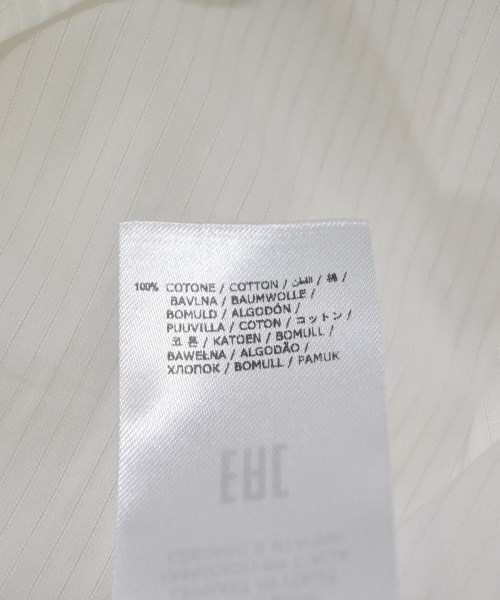 100% COTONE / COTTON / القطن / 棉 /
BAVLNA / BAUMWOLLE /
BOMULD / ALGODÓN /
PUUVILLA / COTON / コットン /
코튼 / KATOEN / BOMULL /
BAWEŁNA / ALGODÃO /
ХЛОПОК / BOMULL / PAMUK
EAC